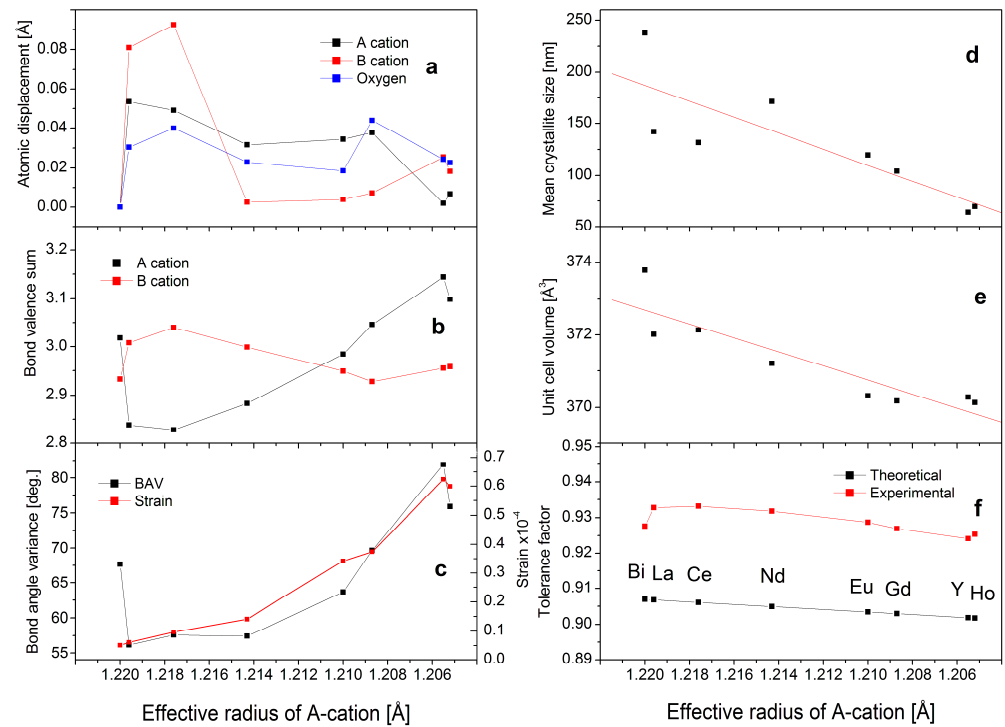 Atomic displacement [Å]
0.08
0.06
0.04
0.02
0.00
A cation
B cation
Oxygen
a
Bond valence sum
3.2
3.1
3.0
2.9
2.8
A cation
B cation
b
Bond angle variance [deg.]
80
75
70
65
60
55
BAV
Strain
c
0.7
0.6
0.5
0.4
0.3
0.2
0.1
0.0
Strain x10⁻⁴
1.220 1.218 1.216 1.214 1.212 1.210 1.208 1.206
Effective radius of A-cation [Å]
Mean crystallite size [nm]
250
200
150
100
50
d
Unit cell volume [Å³]
374
372
370
e
Tolerance factor
0.95
0.94
0.93
0.92
0.91
0.90
0.89
Theoretical
Experimental
f
Bi La Ce Nd Eu Gd Y Ho
1.220 1.218 1.216 1.214 1.212 1.210 1.208 1.206
Effective radius of A-cation [Å]